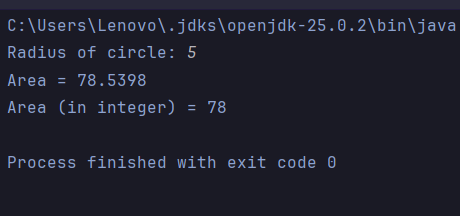 C:\Users\Lenovo\.jdks\openjdk-25.0.2\bin\java
Radius of circle: 5
Area = 78.5398
Area (in integer) = 78
Process finished with exit code 0